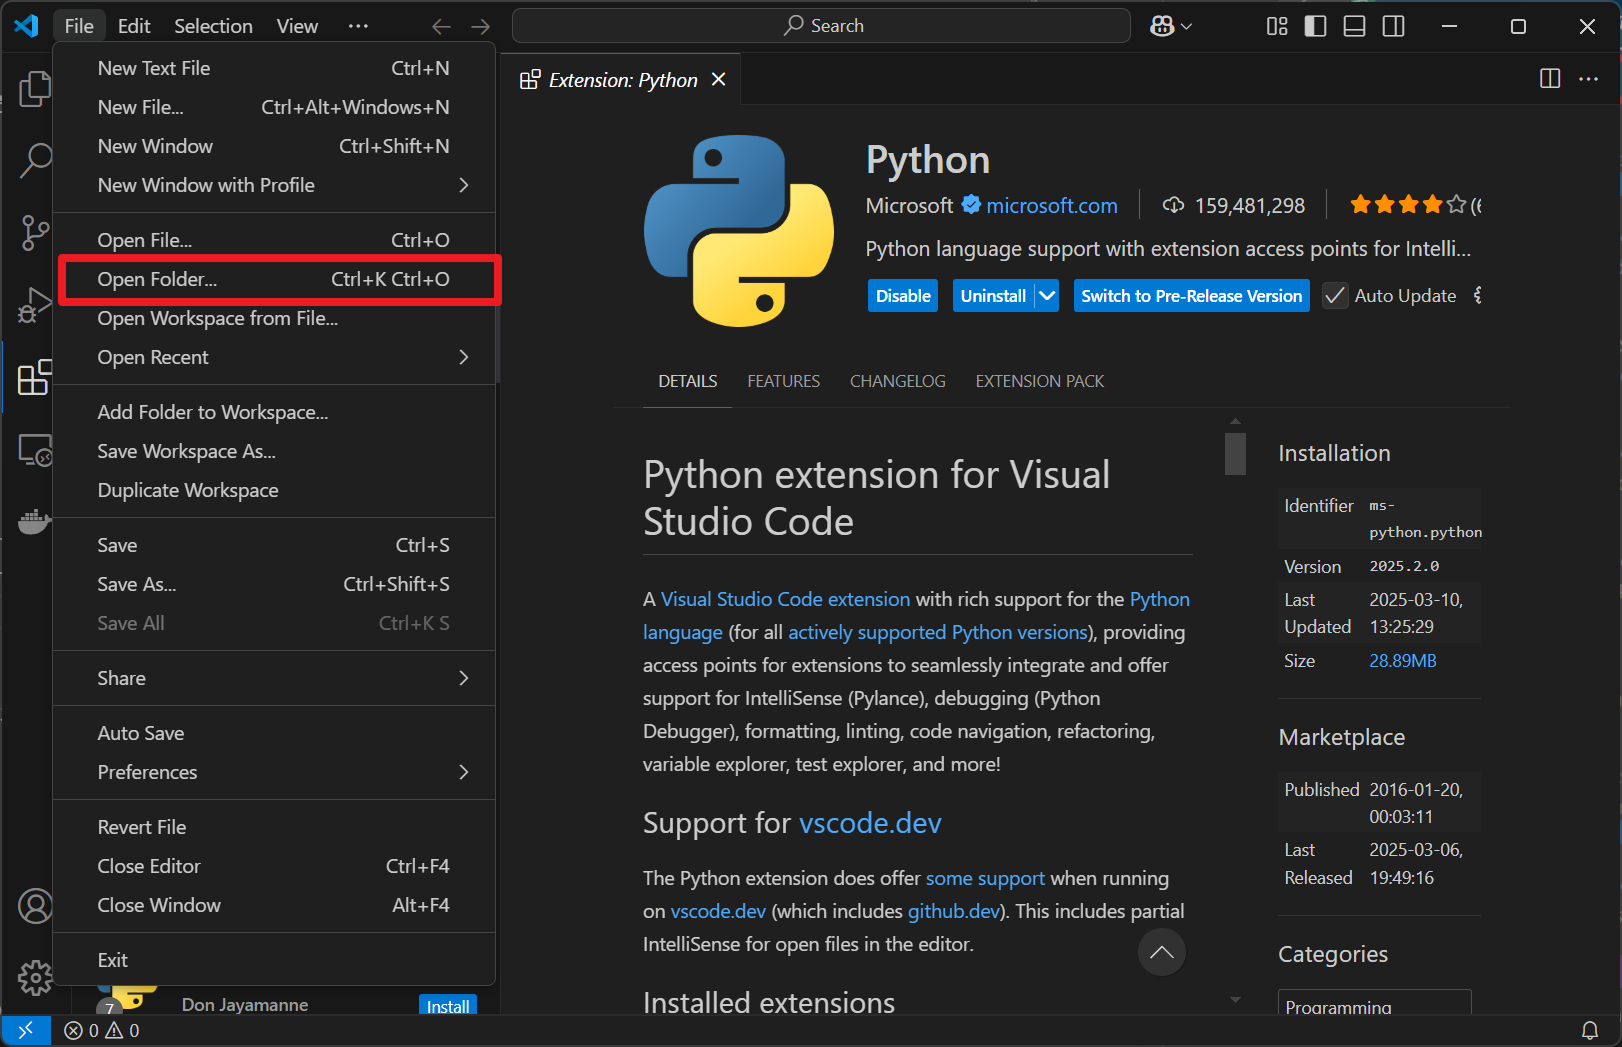 File Edit Selection View ··· Search
New Text File Ctrl+N
New File... Ctrl+Alt+Windows+N
New Window Ctrl+Shift+N
New Window with Profile
Open File... Ctrl+O
Open Folder... Ctrl+K Ctrl+O
Open Workspace from File...
Open Recent
Add Folder to Workspace...
Save Workspace As...
Duplicate Workspace
Save Ctrl+S
Save As... Ctrl+Shift+S
Save All Ctrl+K S
Share
Auto Save
Preferences
Revert File
Close Editor Ctrl+F4
Close Window Alt+F4
Exit
7
Don Jayamanne Install
Extension: Python
Python
Microsoft microsoft.com 159,481,298 (6
Python language support with extension access points for Intelli...
Disable Uninstall Switch to Pre-Release Version Auto Update
DETAILS FEATURES CHANGELOG EXTENSION PACK
Python extension for Visual
Studio Code
A Visual Studio Code extension with rich support for the Python
language (for all actively supported Python versions), providing
access points for extensions to seamlessly integrate and offer
support for IntelliSense (Pylance), debugging (Python
Debugger), formatting, linting, code navigation, refactoring,
variable explorer, test explorer, and more!
Support for vscode.dev
The Python extension does offer some support when running
on vscode.dev (which includes github.dev). This includes partial
IntelliSense for open files in the editor.
Installed extensions
Installation
Identifier ms-
python.python
Version 2025.2.0
Last 2025-03-10,
Updated 13:25:29
Size 28.89MB
Marketplace
Published 2016-01-20,
00:03:11
Last 2025-03-06,
Released 19:49:16
Categories
Programming
0 0